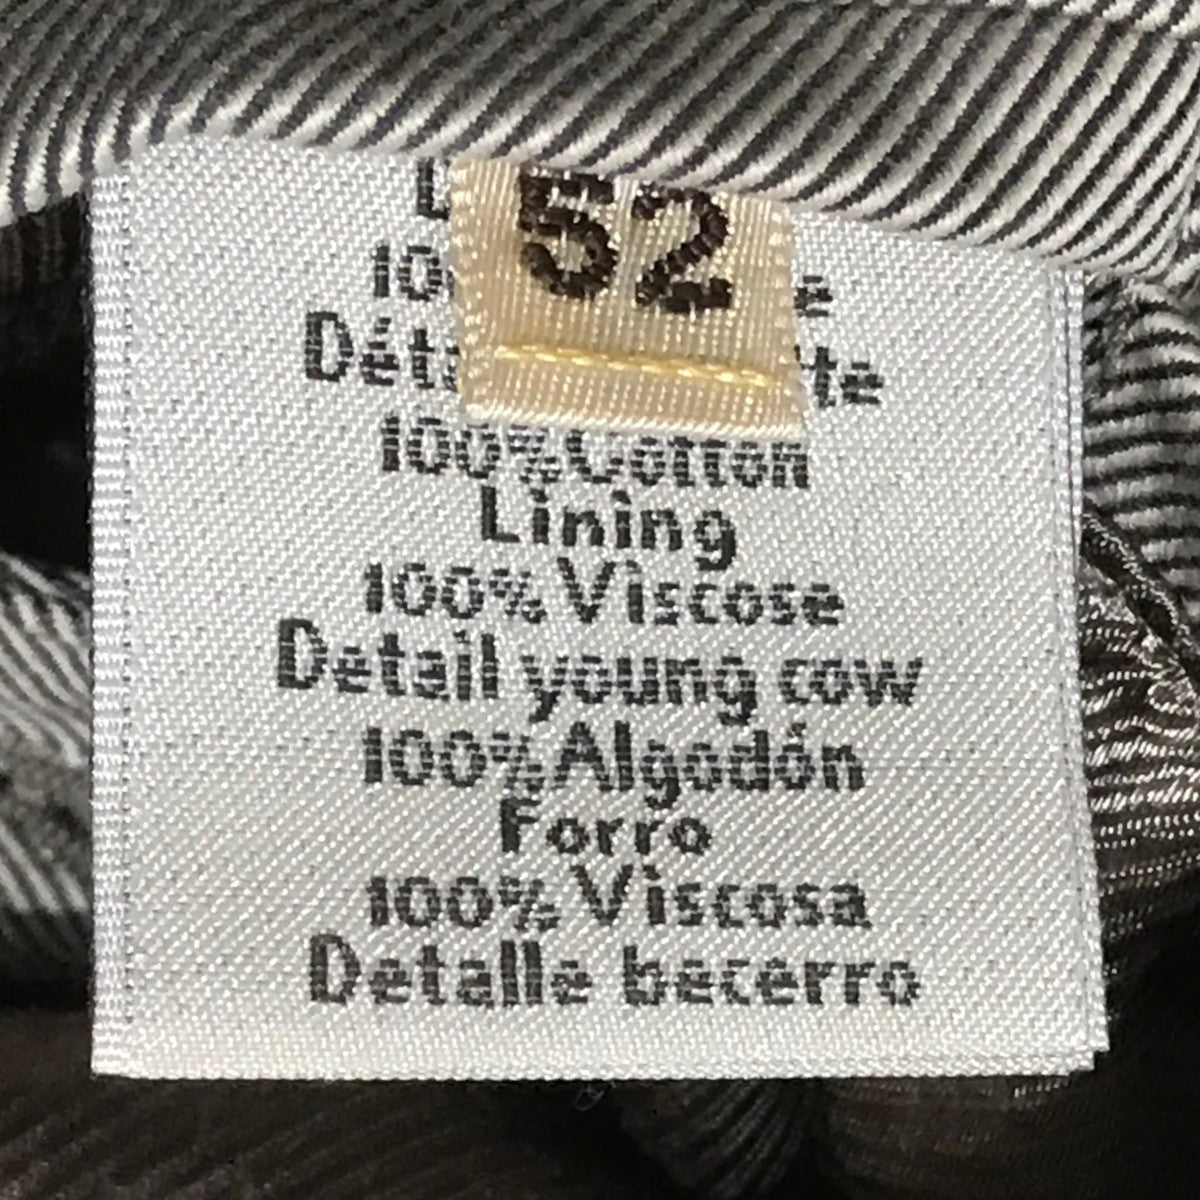 52
100%Cotton
Lining
100%Viscose
Detail young cow
100%Algodón
Forro
100%Viscosa
Detalle becerro